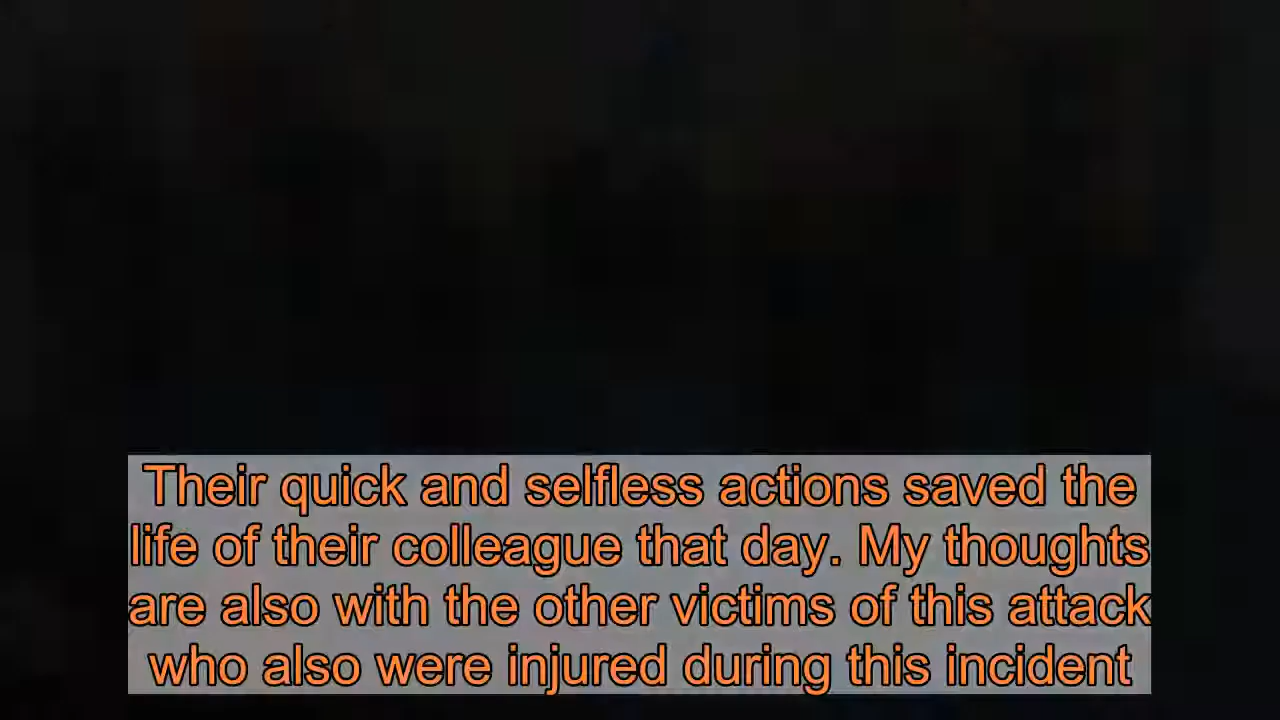 Their quick and selfless actions saved the
life of their colleague that day. My thoughts
are also with the other victims of this attack
who also were injured during this incident